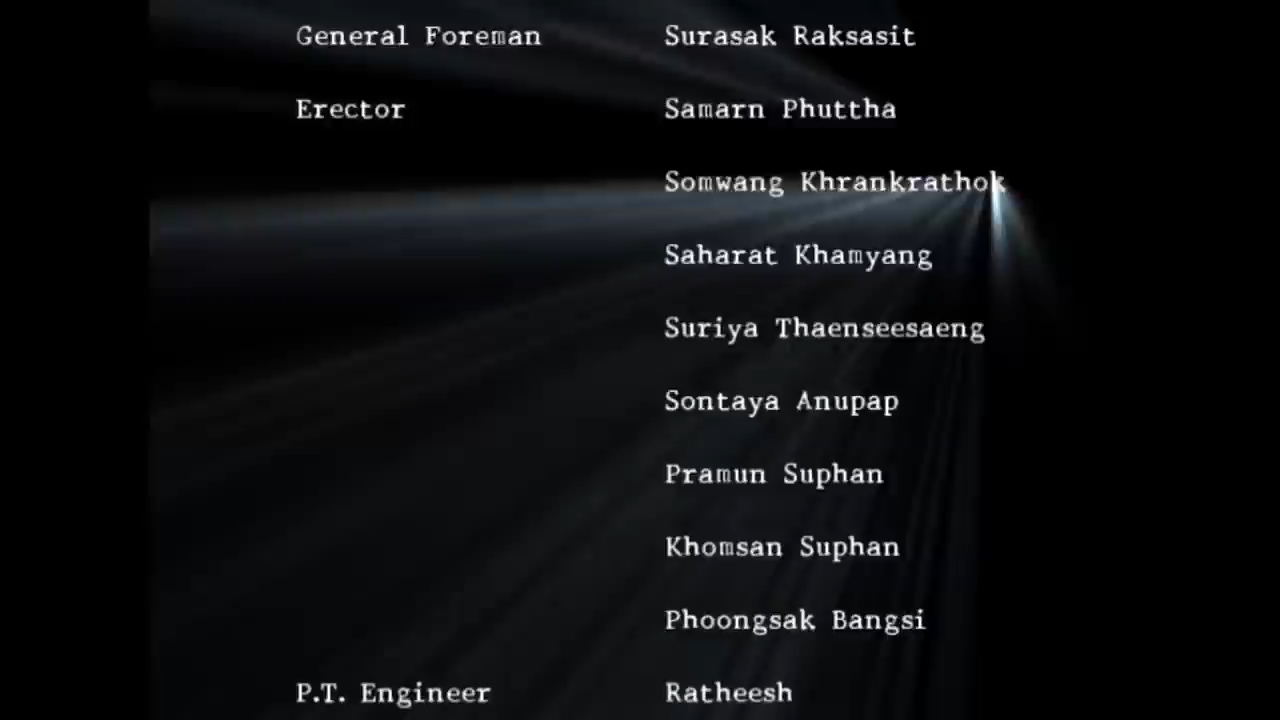 General Foreman Surasak Raksasit
Erector Samarn Phuttha
Somwang Khrankrathok
Saharat Khamyang
Suriya Thaenseesaeng
Sontaya Anupap
Pramun Suphan
Khomsan Suphan
Phoongsak Bangsi
P.T. Engineer Ratheesh